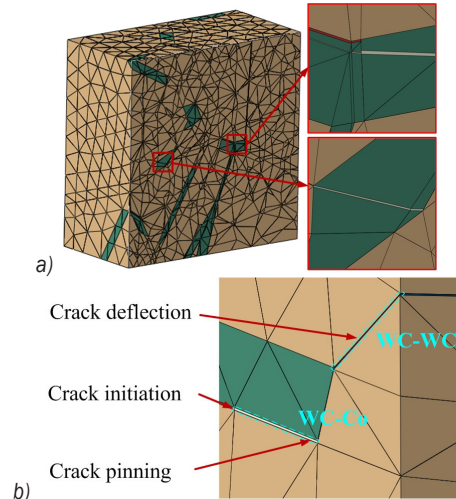 a)
Crack deflection
WC-WC
Crack initiation
WC-Co
Crack pinning
b)